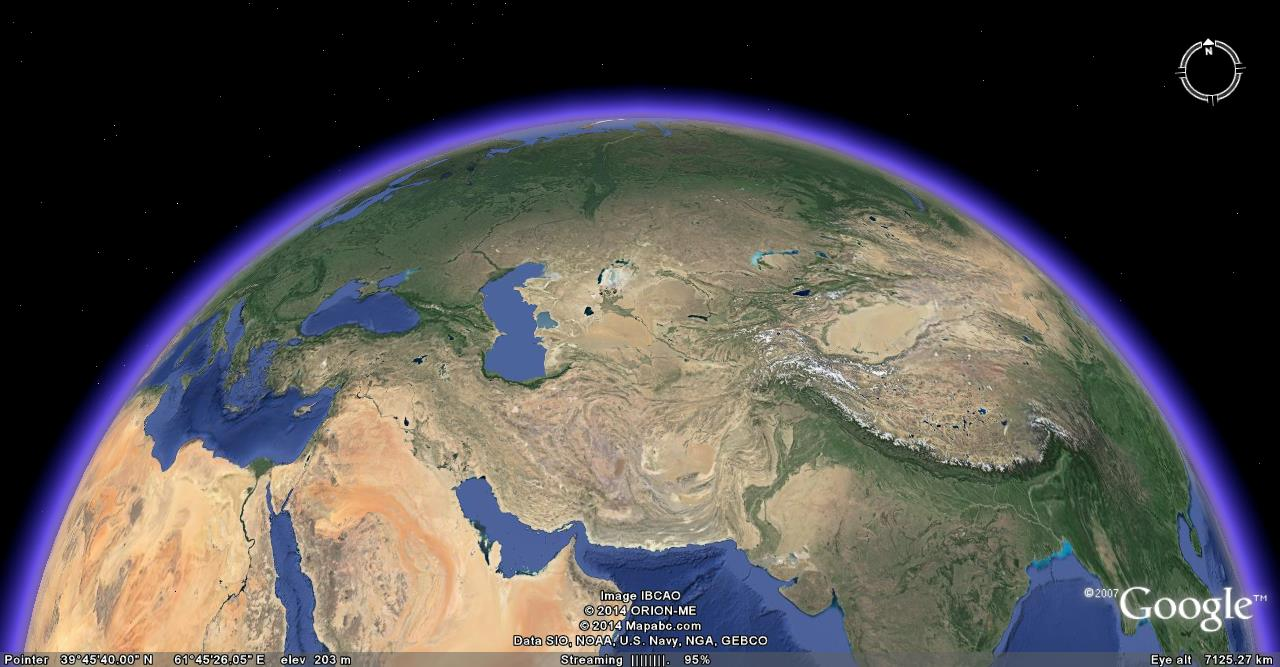 N
Image IBCAO
© 2014 ORION-ME
© 2014 Mapabc.com
Data SIO, NOAA, U.S. Navy, NGA, GEBCO
©2007 Google™
Pointer 39°45'40.00" N 61°45'26.05" E elev 203 m Streaming ||||||||. 95% Eye alt 7125.27 km